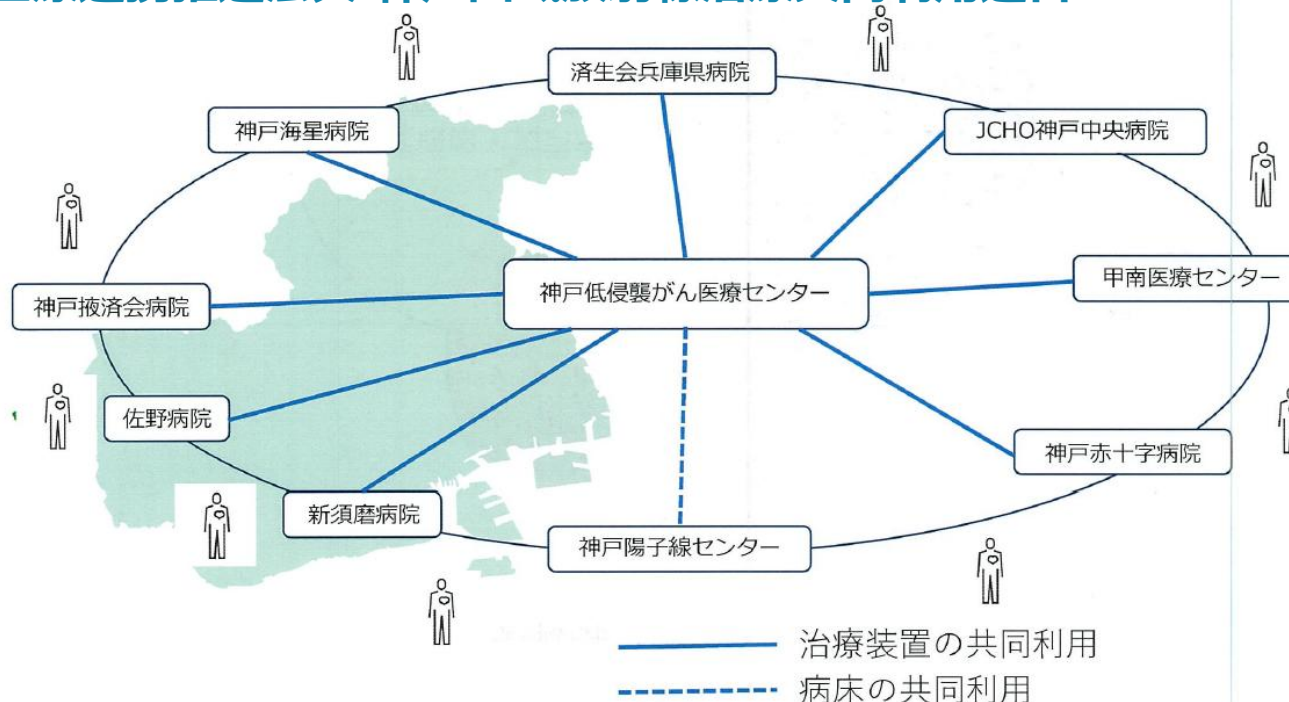 済生会兵庫県病院
神戸海星病院
JCHO神戸中央病院
甲南医療センター
神戸低侵襲がん医療センター
神戸掖済会病院
佐野病院
神戸赤十字病院
新須磨病院
神戸陽子線センター
治療装置の共同利用
病床の共同利用